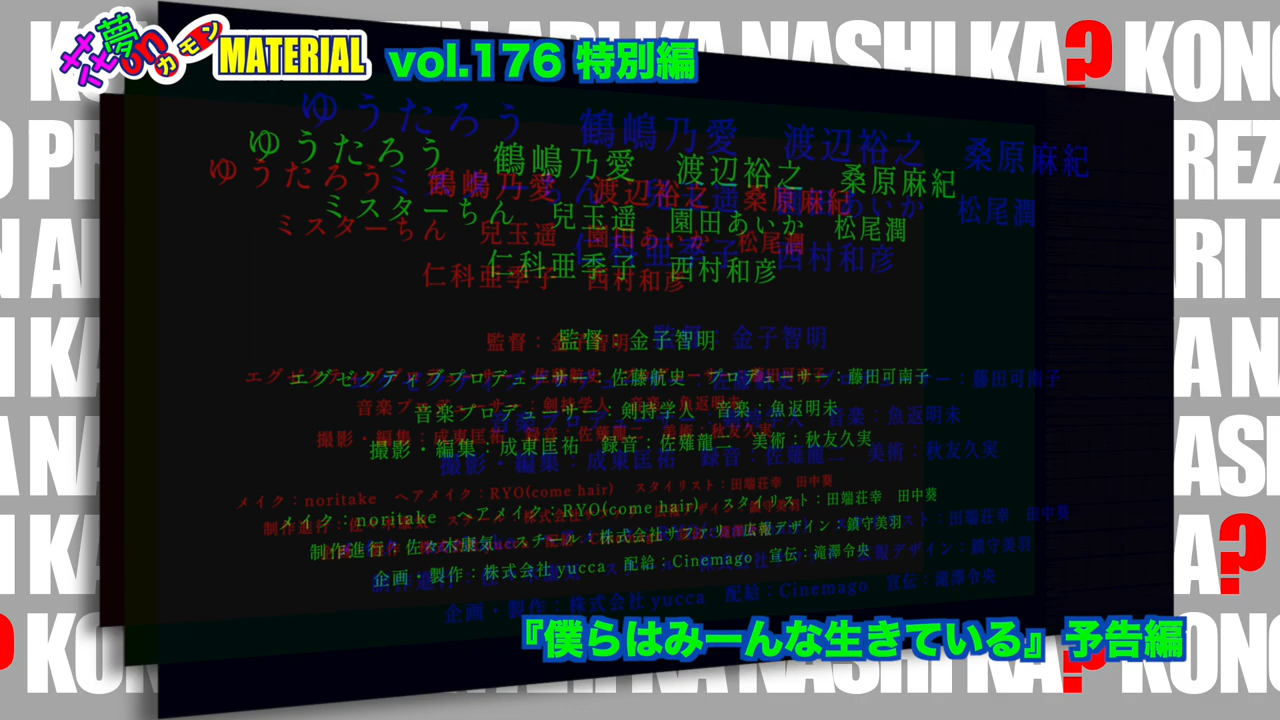 花夢onカモン MATERIAL vol.176 特別編
ゆうたろう 鶴嶋乃愛 渡辺裕之 桑原麻紀
ミスターちん 兒玉遥 園田あいか 松尾潤
仁科亜季子 西村和彦
監督：金子智明
エグゼクティブプロデューサー：佐藤航史 プロデューサー：藤田可南子
音楽プロデューサー：剣持学人 音楽：魚返明未
撮影・編集：成東匡祐 録音：佐薙龍二 美術：秋友久実
メイク：noritake ヘアメイク：RYO(come hair) スタイリスト：田端荘幸 田中葵
制作進行：佐々木康気 スチール：株式会社サファリ 広報デザイン：鎮守美羽
企画・製作：株式会社yucca 配給：Cinemago 宣伝：滝澤令央
『僕らはみーんな生きている』予告編
KONO PREZEN ARI KA NASHI KA?